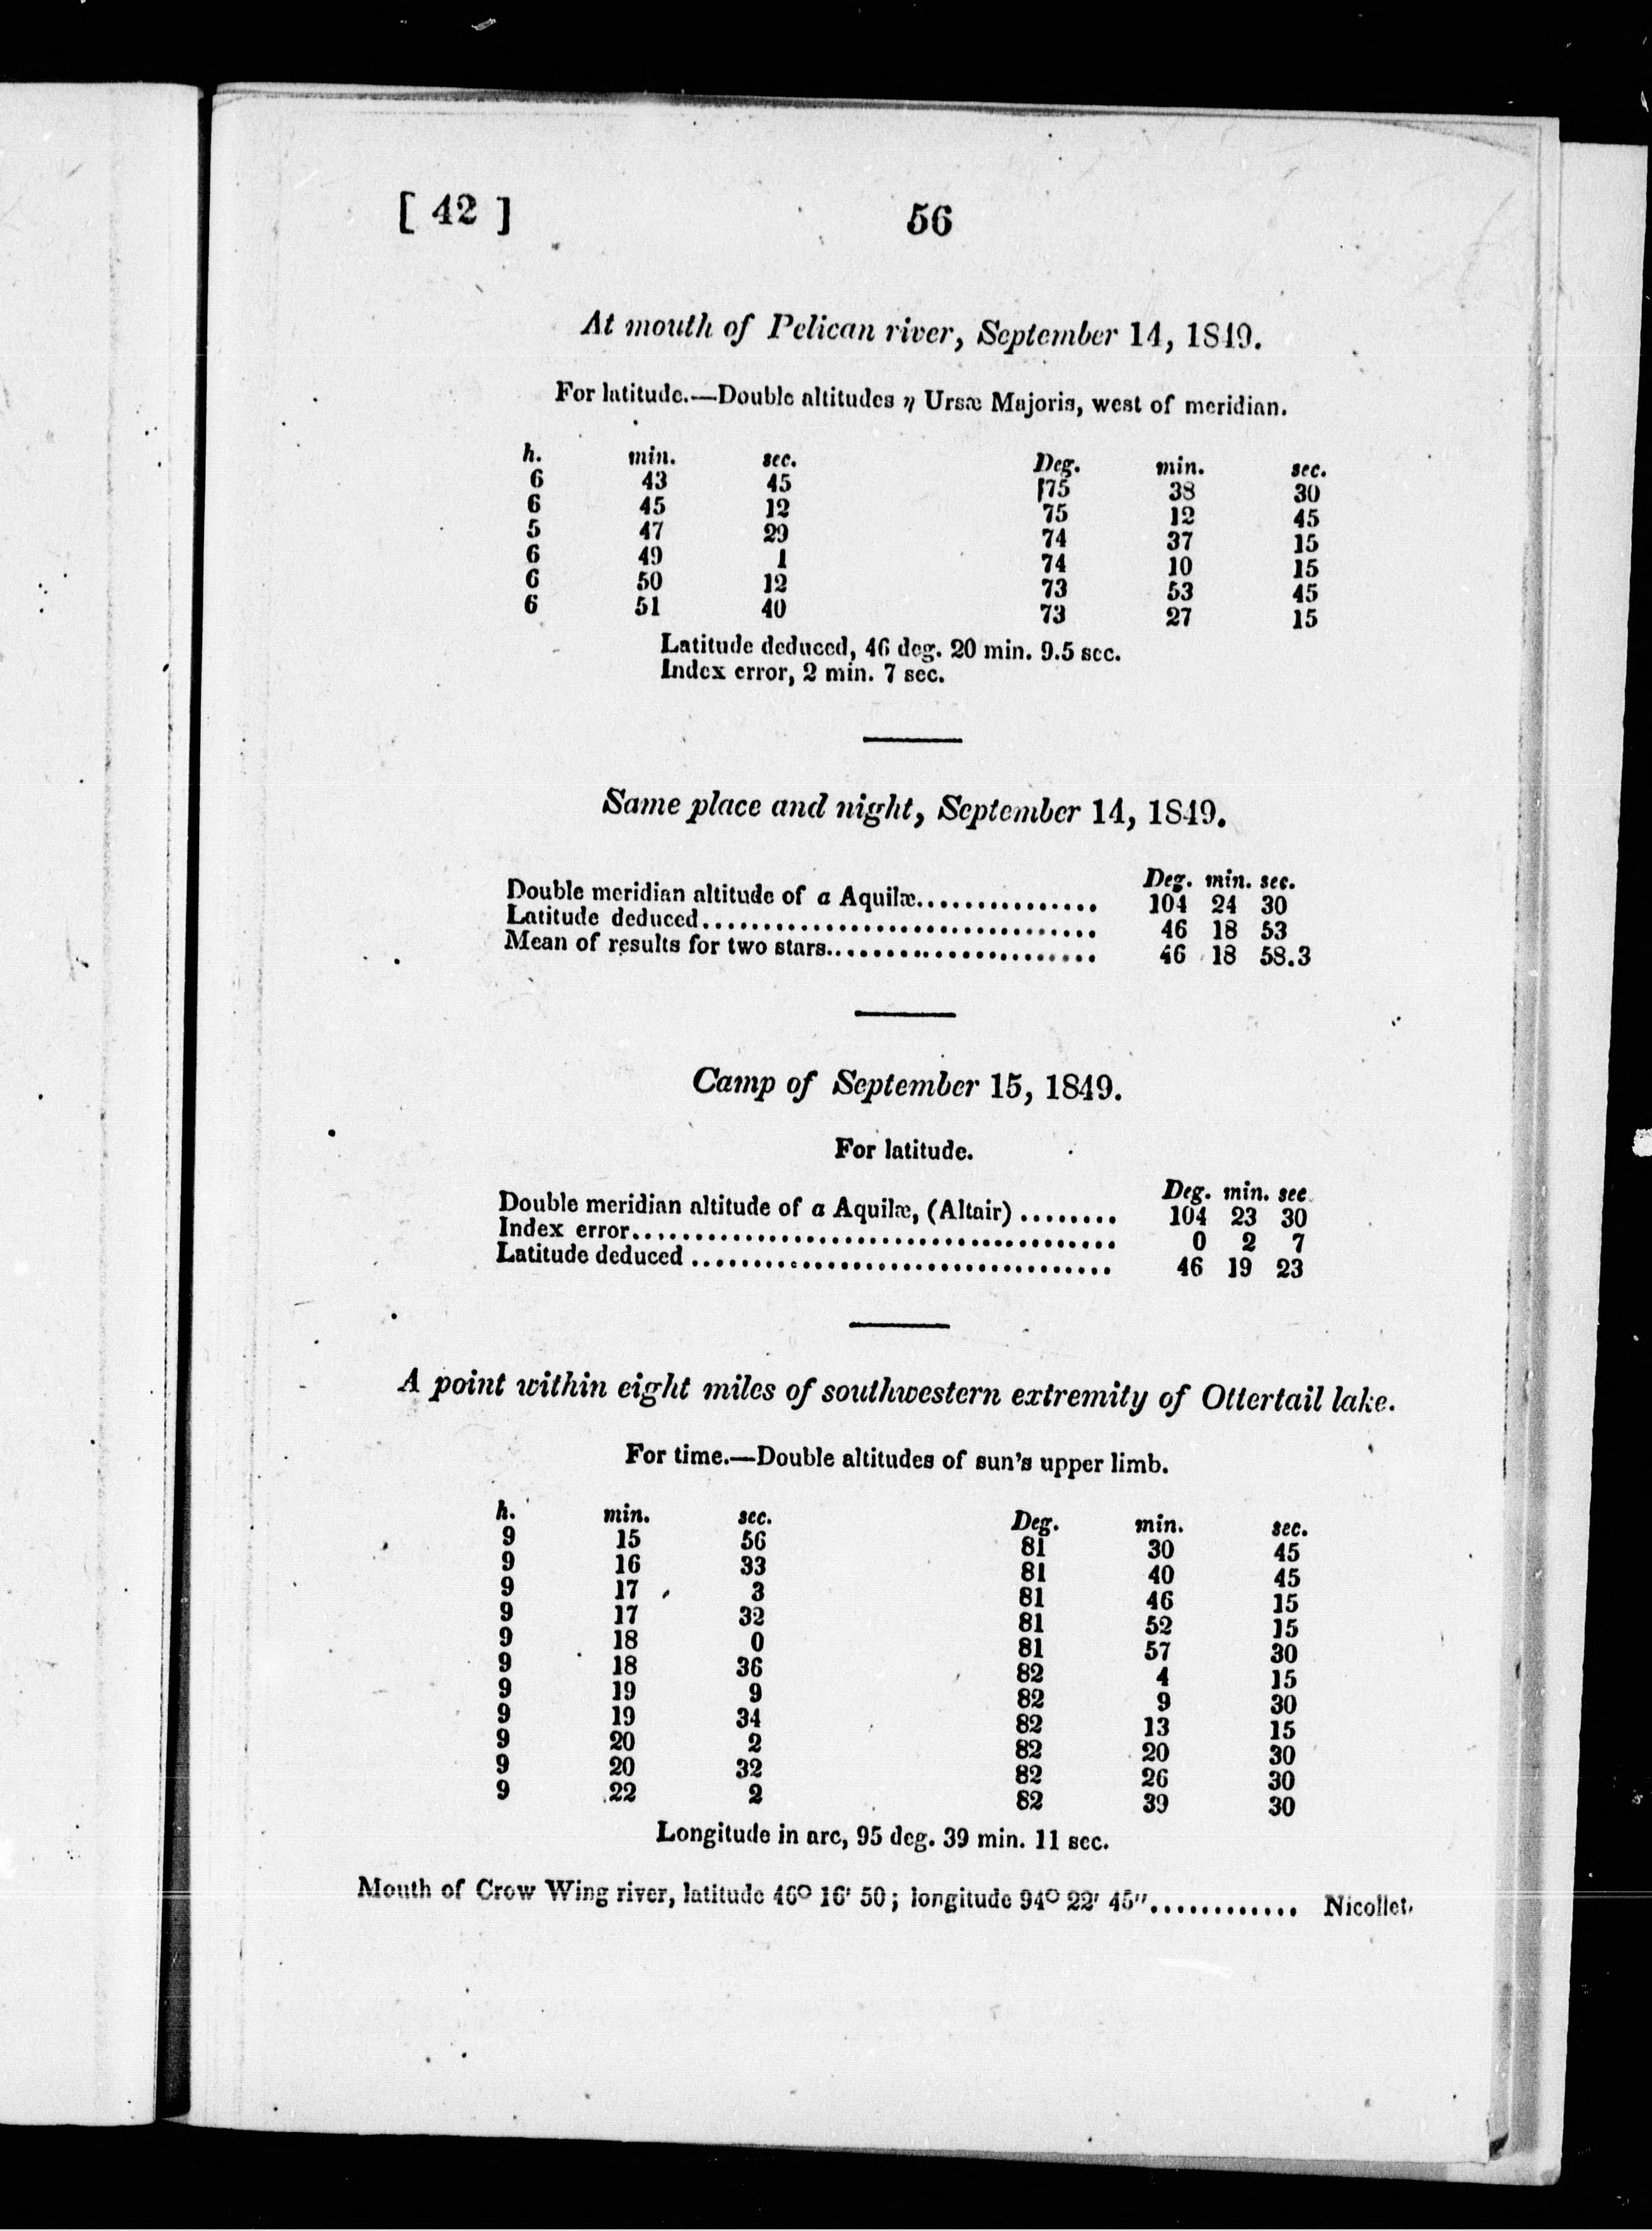 [ 42 ] 56
At mouth of Pelican river, September 14, 1849.
For latitude.—Double altitudes η Ursæ Majoris, west of meridian.
h. min. sec. Deg. min. sec.
6 43 45 75 38 30
6 45 12 75 12 45
5 47 29 74 37 15
6 49 1 74 10 15
6 50 12 73 53 45
6 51 40 73 27 15
Latitude deduced, 46 deg. 20 min. 9.5 sec.
Index error, 2 min. 7 sec.
Same place and night, September 14, 1849.
Deg. min. sec.
Double meridian altitude of a Aquilæ............... 104 24 30
Latitude deduced................................ 46 18 53
Mean of results for two stars...................... 46 18 58.3
Camp of September 15, 1849.
For latitude.
Deg. min. sec
Double meridian altitude of a Aquilæ, (Altair) ........ 104 23 30
Index error....................................... 0 2 7
Latitude deduced .................................. 46 19 23
A point within eight miles of southwestern extremity of Ottertail lake.
For time.—Double altitudes of sun's upper limb.
h. min. sec. Deg. min. sec.
9 15 56 81 30 45
9 16 33 81 40 45
9 17 3 81 46 15
9 17 32 81 52 15
9 18 0 81 57 30
9 18 36 82 4 15
9 19 9 82 9 30
9 19 34 82 13 15
9 20 2 82 20 30
9 20 32 82 26 30
9 22 2 82 39 30
Longitude in arc, 95 deg. 39 min. 11 sec.
Mouth of Crow Wing river, latitude 46° 16' 50; longitude 94° 22' 45"............ Nicollet.